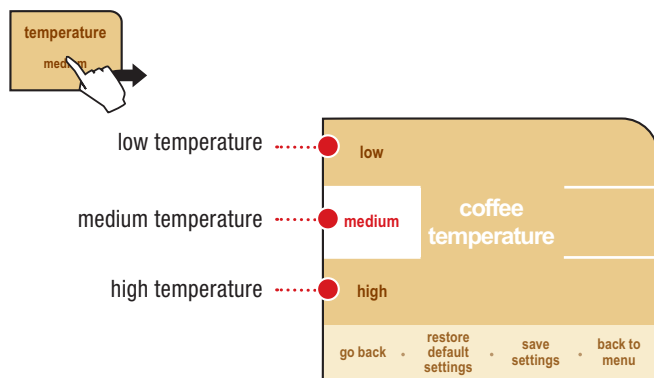 temperature
medium
low temperature
low
medium temperature
medium
coffee
temperature
high temperature
high
go back
restore
default
settings
save
settings
back to
menu